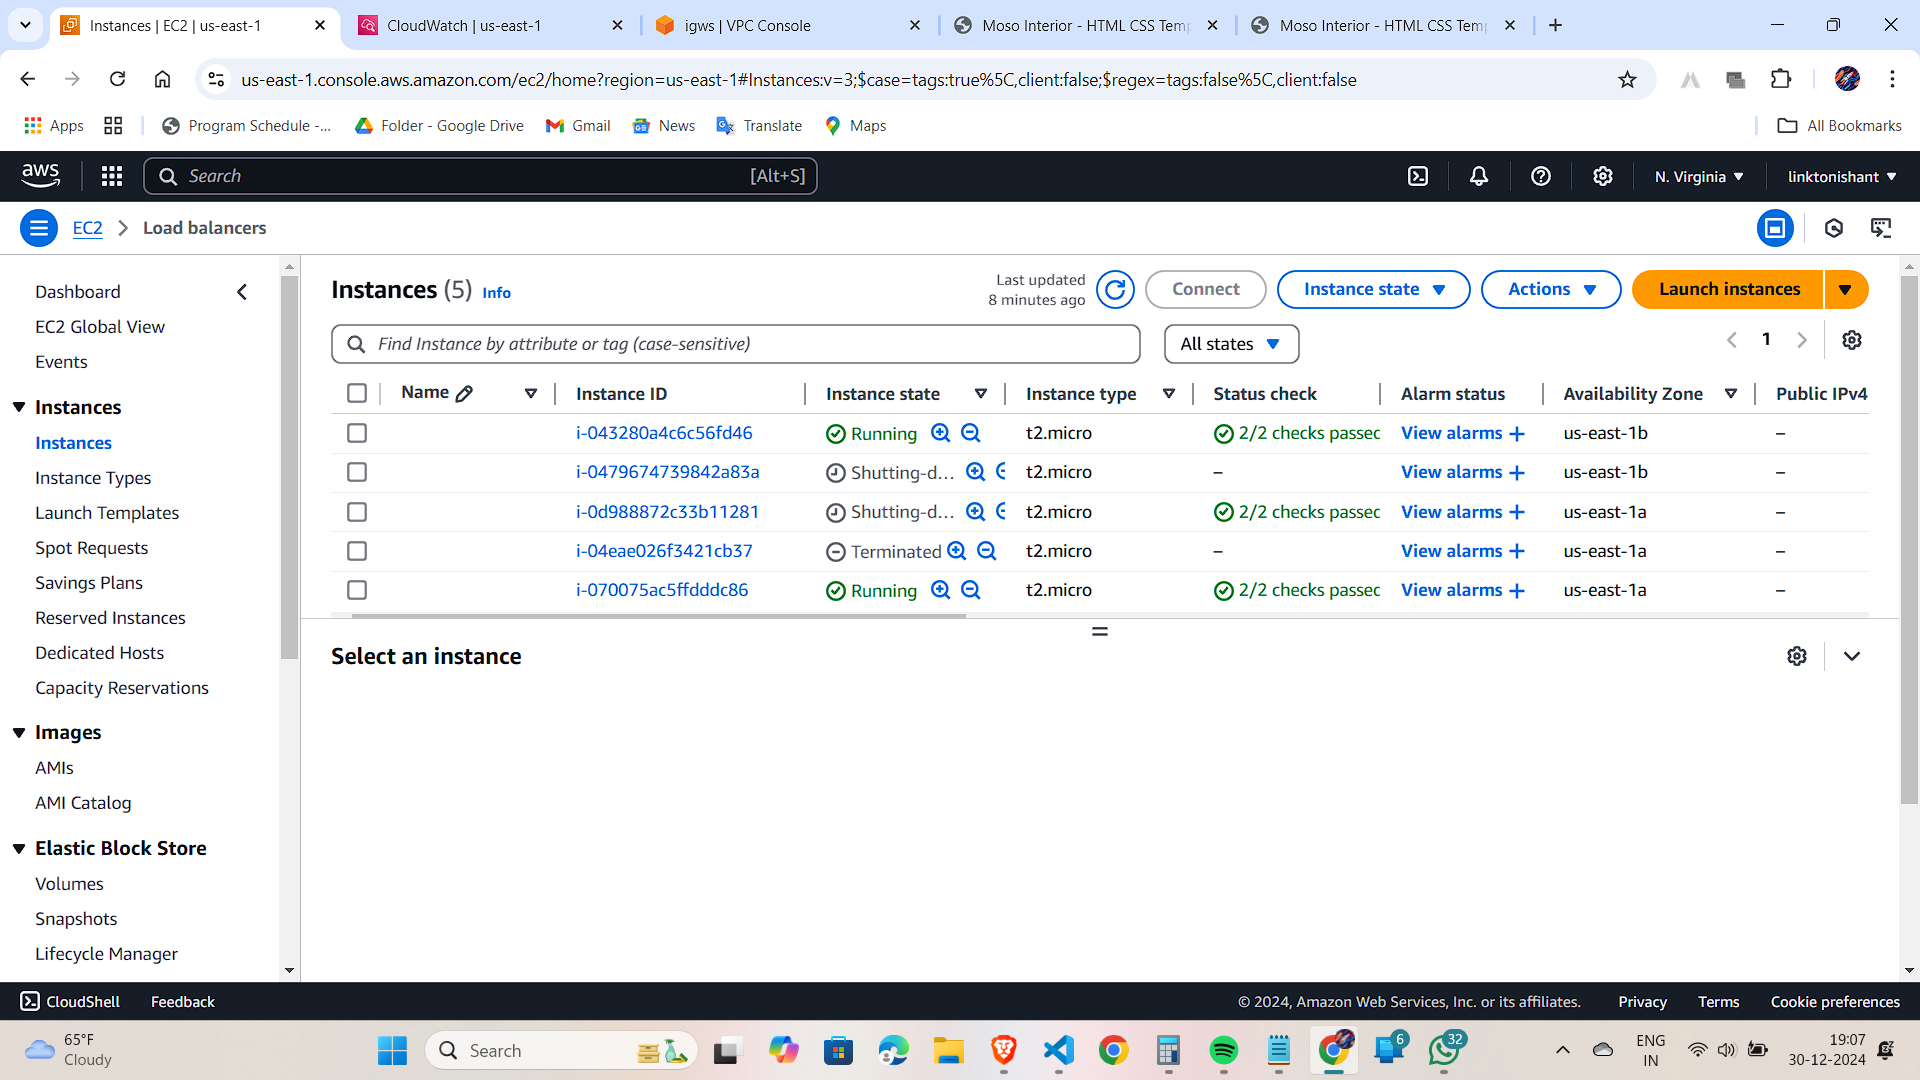 Instances | EC2 | us-east-1
CloudWatch | us-east-1
igws | VPC Console
Moso Interior - HTML CSS Temp
Moso Interior - HTML CSS Temp
us-east-1.console.aws.amazon.com/ec2/home?region=us-east-1#Instances:v=3;$case=tags:true%5C,client:false;$regex=tags:false%5C,client:false
Apps
Program Schedule -...
Folder - Google Drive
Gmail
News
Translate
Maps
All Bookmarks
aws
Search
[Alt+S]
N. Virginia
linktonishant
EC2
Load balancers
Dashboard
EC2 Global View
Events
Instances
Instances
Instance Types
Launch Templates
Spot Requests
Savings Plans
Reserved Instances
Dedicated Hosts
Capacity Reservations
Images
AMIs
AMI Catalog
Elastic Block Store
Volumes
Snapshots
Lifecycle Manager
Instances (5) Info
Last updated
8 minutes ago
Connect
Instance state
Actions
Launch instances
Find Instance by attribute or tag (case-sensitive)
All states
1
Name Instance ID Instance state Instance type Status check Alarm status Availability Zone Public IPv4
i-043280a4c6c56fd46 Running t2.micro 2/2 checks passed View alarms + us-east-1b –
i-0479674739842a83a Shutting-d... t2.micro – View alarms + us-east-1b –
i-0d988872c33b11281 Shutting-d... t2.micro 2/2 checks passed View alarms + us-east-1a –
i-04eae026f3421cb37 Terminated t2.micro – View alarms + us-east-1a –
i-070075ac5ffdddc86 Running t2.micro 2/2 checks passed View alarms + us-east-1a –
Select an instance
CloudShell
Feedback
© 2024, Amazon Web Services, Inc. or its affiliates.
Privacy
Terms
Cookie preferences
65°F
Cloudy
Search
6
32
ENG
IN
19:07
30-12-2024